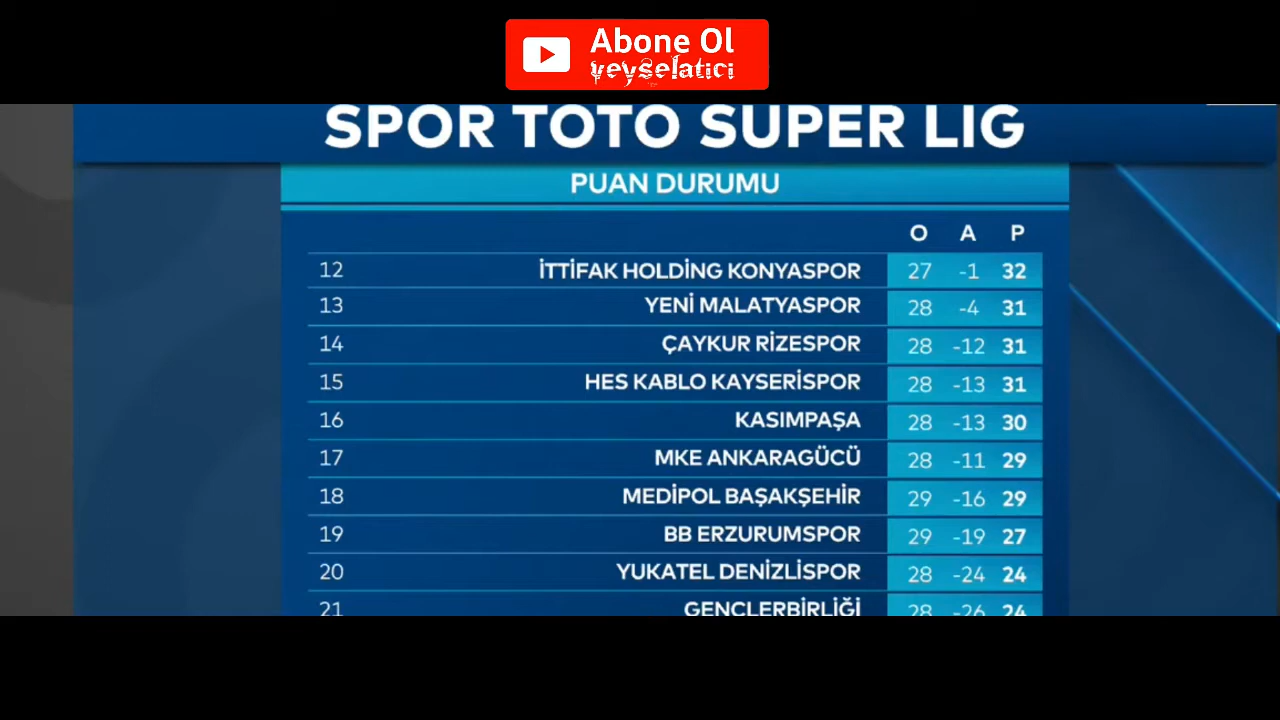 Abone Ol
veyselatici
SPOR TOTO SÜPER LİG
PUAN DURUMU
O A P
12 İTTİFAK HOLDİNG KONYASPOR 27 -1 32
13 YENİ MALATYASPOR 28 -4 31
14 ÇAYKUR RİZESPOR 28 -12 31
15 HES KABLO KAYSERİSPOR 28 -13 31
16 KASIMPAŞA 28 -13 30
17 MKE ANKARAGÜCÜ 28 -11 29
18 MEDİPOL BAŞAKŞEHİR 29 -16 29
19 BB ERZURUMSPOR 29 -19 27
20 YUKATEL DENİZLİSPOR 28 -24 24
21 GENÇLERBİRLİĞİ 28 -26 24